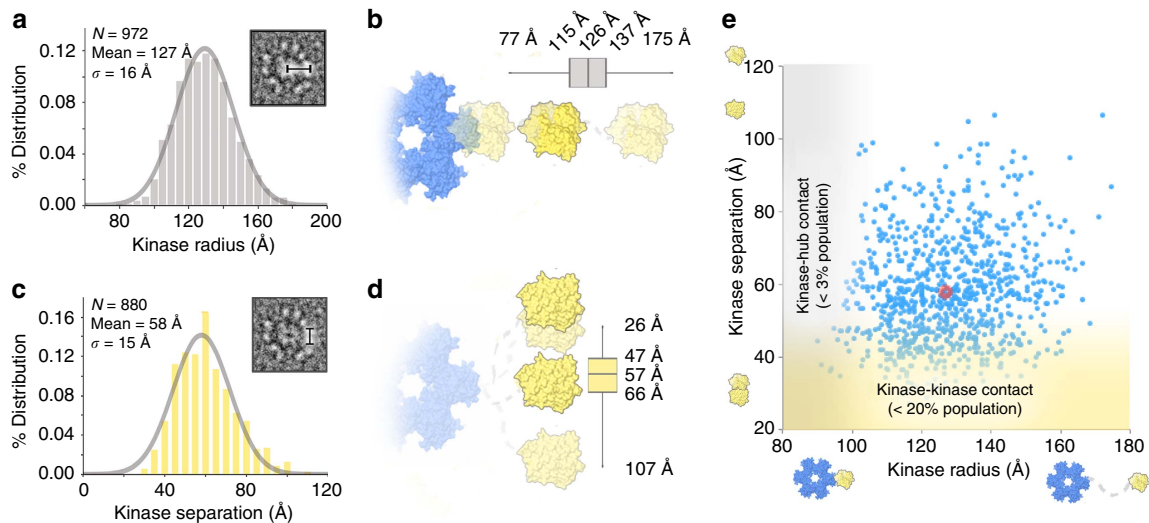 a
N = 972
Mean = 127 Å
σ = 16 Å
% Distribution
0.12
0.08
0.04
0.00
80
120
160
200
Kinase radius (Å)
b
77 Å
115 Å
126 Å
137 Å
175 Å
c
N = 880
Mean = 58 Å
σ = 15 Å
% Distribution
0.16
0.12
0.08
0.04
0.00
0
40
60
80
120
Kinase separation (Å)
d
26 Å
47 Å
57 Å
66 Å
107 Å
e
Kinase separation (Å)
120
100
80
60
40
20
Kinase-hub contact
(< 3% population)
Kinase-kinase contact
(< 20% population)
80
100
120
140
160
180
Kinase radius (Å)